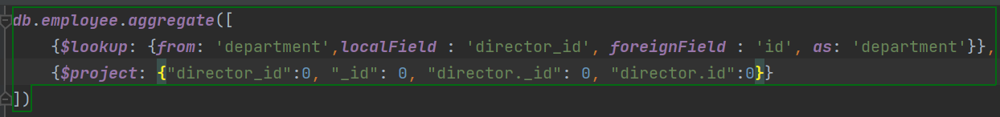 db.employee.aggregate([
{$lookup: {from: 'department',localField : 'director_id', foreignField : 'id', as: 'department'}},
{$project: {"director_id":0, "_id": 0, "director._id": 0, "director.id":0}}
])